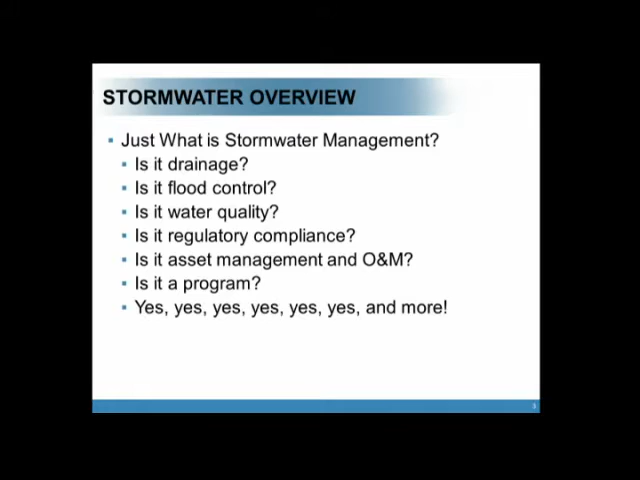 STORMWATER OVERVIEW
Just What is Stormwater Management?
Is it drainage?
Is it flood control?
Is it water quality?
Is it regulatory compliance?
Is it asset management and O&M?
Is it a program?
Yes, yes, yes, yes, yes, yes, and more!
3